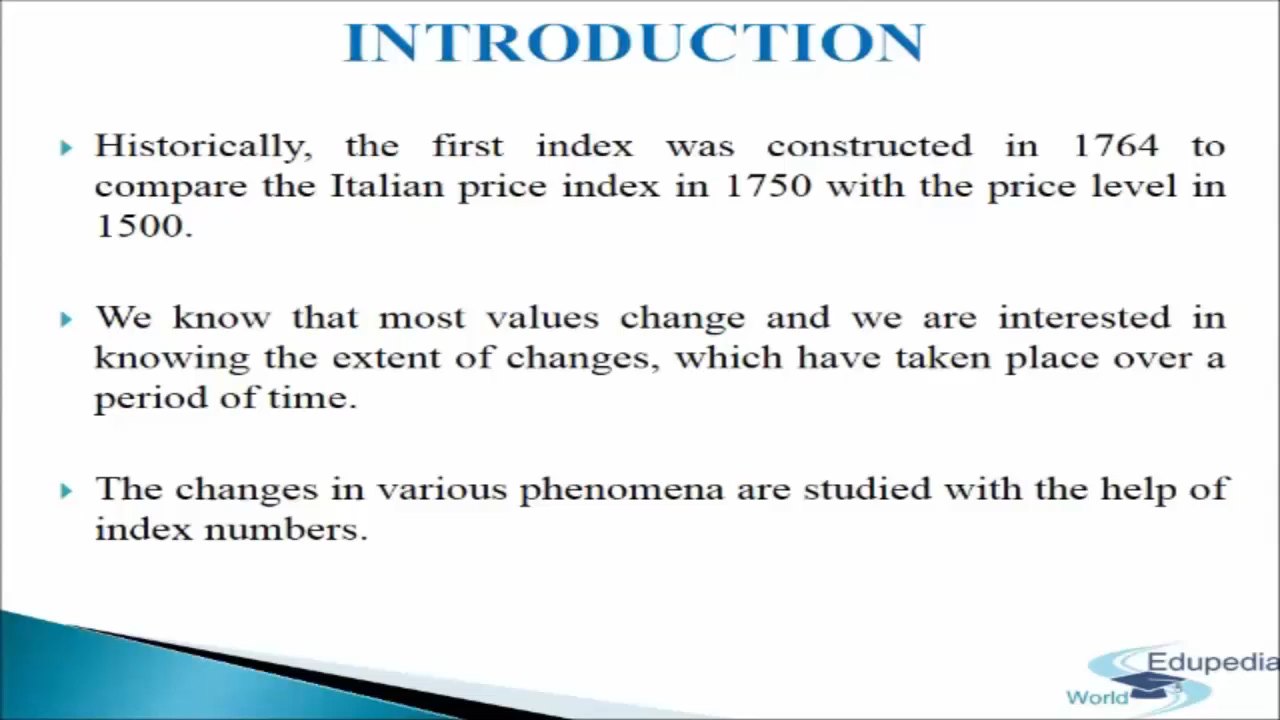 INTRODUCTION
Historically, the first index was constructed in 1764 to
compare the Italian price index in 1750 with the price level in
1500.
We know that most values change and we are interested in
knowing the extent of changes, which have taken place over a
period of time.
The changes in various phenomena are studied with the help of
index numbers.
Edupedia
World